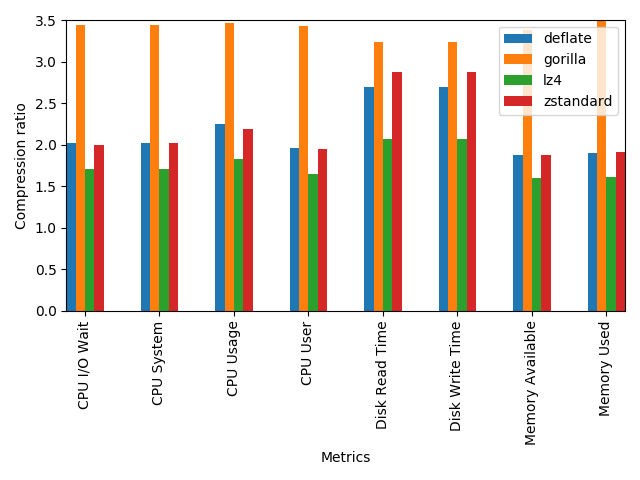 3.5
3.0
2.5
2.0
1.5
1.0
0.5
0.0
Compression ratio
deflate
gorilla
lz4
zstandard
CPU I/O Wait
CPU System
CPU Usage
CPU User
Disk Read Time
Disk Write Time
Memory Available
Memory Used
Metrics